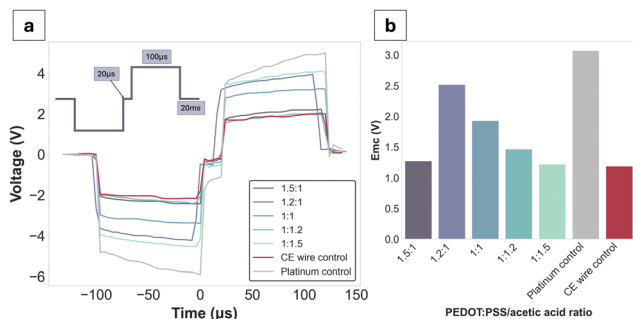 a
b
100µs
20µs
20ms
Voltage (V)
4
2
0
−2
−4
−6
−100
−50
0
50
100
150
Time (µs)
1.5:1
1.2:1
1:1
1:1.2
1:1.5
CE wire control
Platinum control
Emc (V)
3.0
2.5
2.0
1.5
1.0
0.5
0.0
1.5:1
1.2:1
1:1
1:1.2
1:1.5
Platinum control
CE wire control
PEDOT:PSS/acetic acid ratio